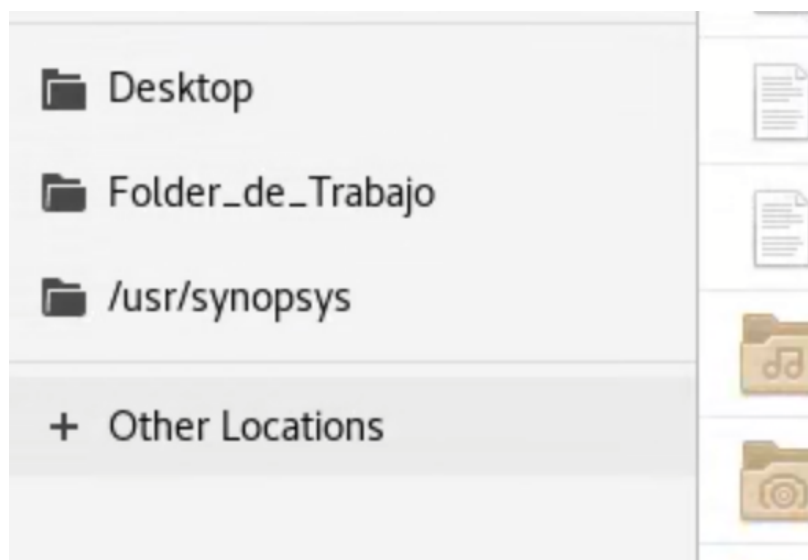 Desktop
Folder_de_Trabajo
/usr/synopsys
Other Locations